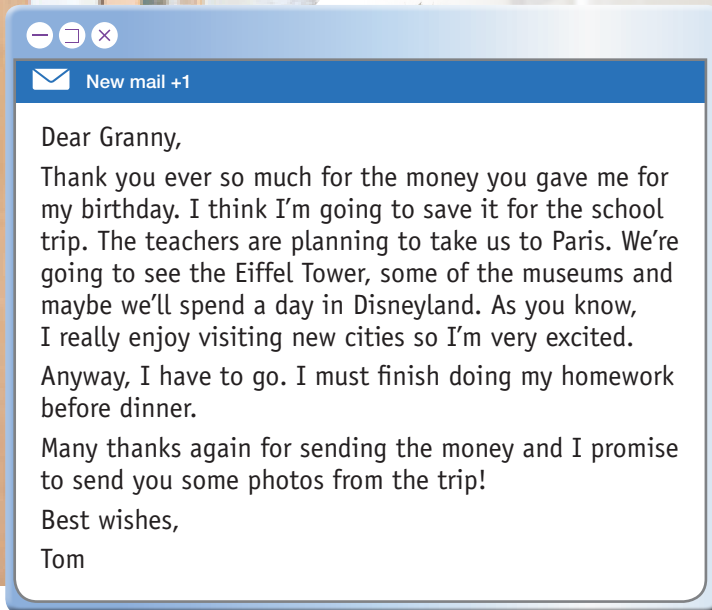 New mail +1
Dear Granny,
Thank you ever so much for the money you gave me for
my birthday. I think I’m going to save it for the school
trip. The teachers are planning to take us to Paris. We’re
going to see the Eiffel Tower, some of the museums and
maybe we’ll spend a day in Disneyland. As you know,
I really enjoy visiting new cities so I’m very excited.
Anyway, I have to go. I must finish doing my homework
before dinner.
Many thanks again for sending the money and I promise
to send you some photos from the trip!
Best wishes,
Tom